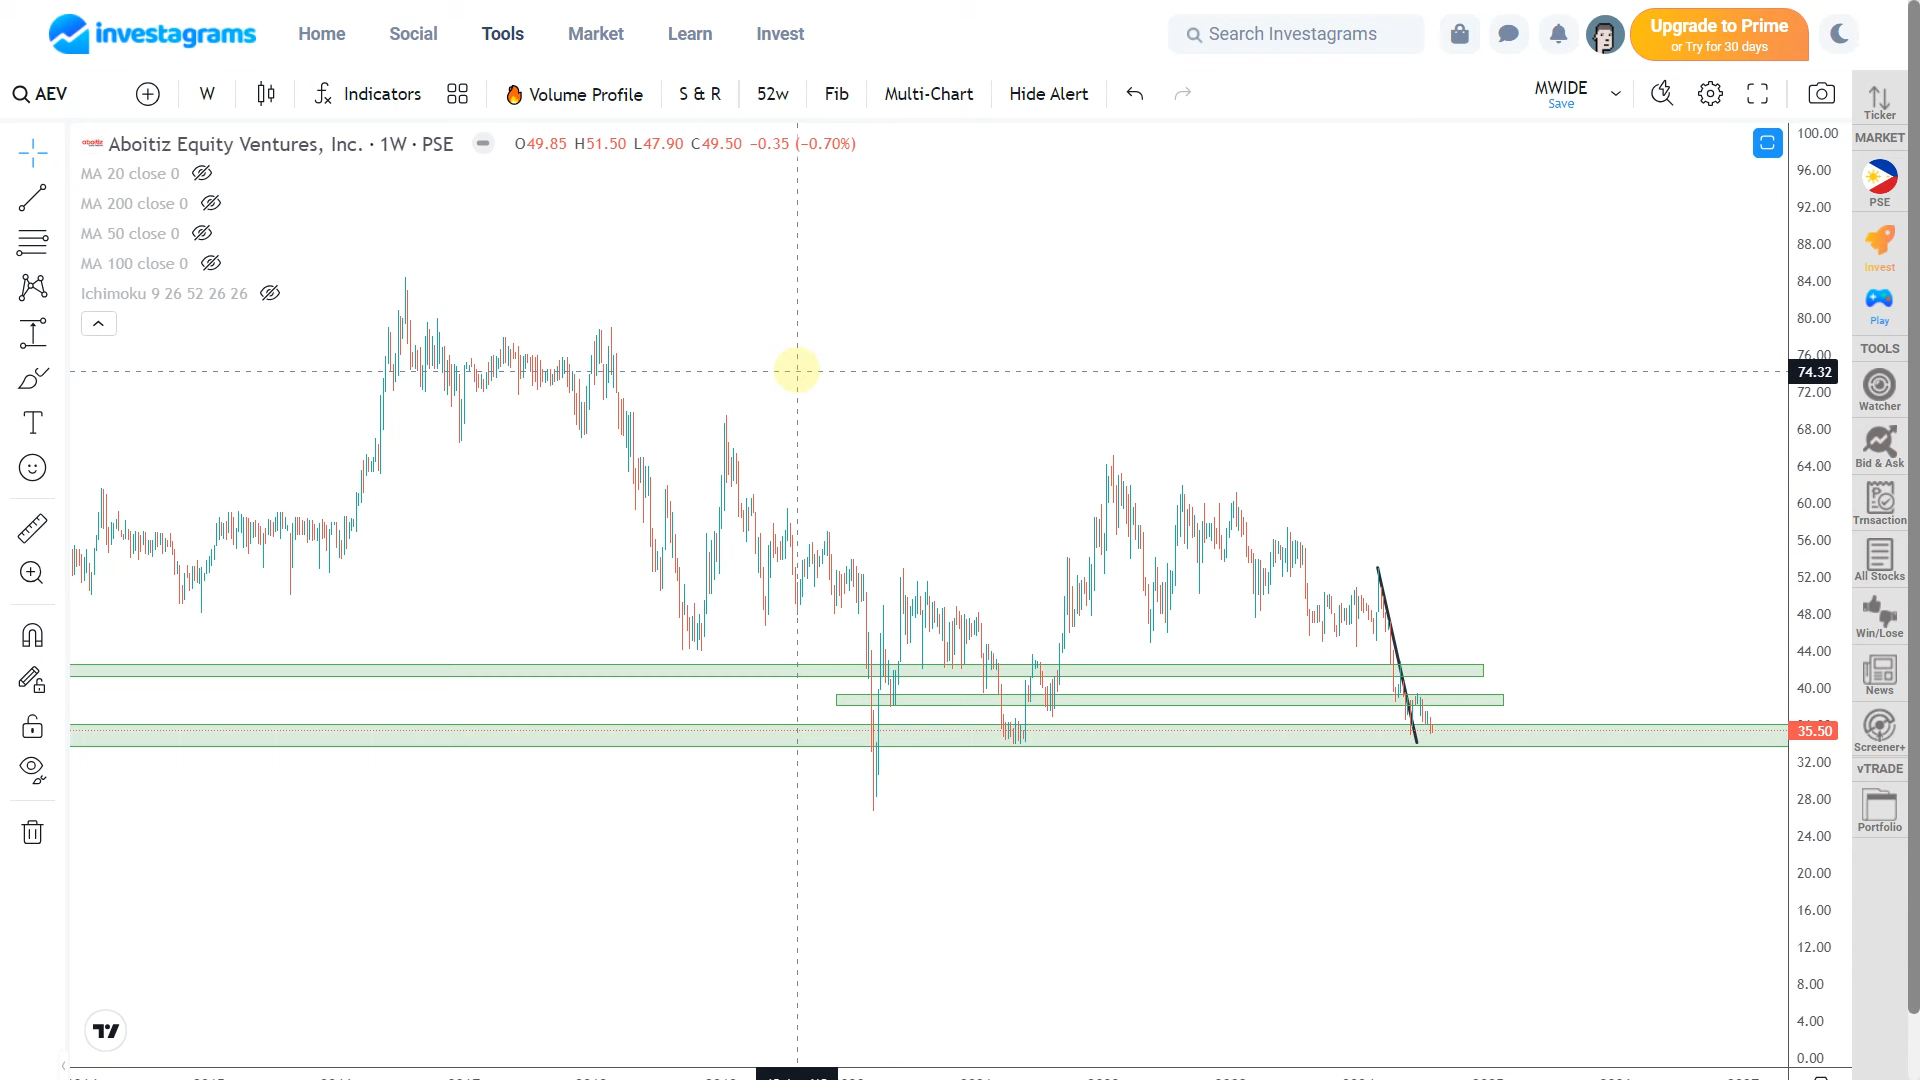 investagrams
Home
Social
Tools
Market
Learn
Invest
Search Investagrams
Upgrade to Prime
or Try for 30 days
AEV
W
Indicators
Volume Profile
S & R
52w
Fib
Multi-Chart
Hide Alert
MWIDE
Save
Aboitiz Equity Ventures, Inc. · 1W · PSE
O49.85 H51.50 L47.90 C49.50 −0.35 (−0.70%)
MA 20 close 0
MA 200 close 0
MA 50 close 0
MA 100 close 0
Ichimoku 9 26 52 26 26
100.00
96.00
92.00
88.00
84.00
80.00
76.00
74.32
72.00
68.00
64.00
60.00
56.00
52.00
48.00
44.00
40.00
35.50
32.00
28.00
24.00
20.00
16.00
12.00
8.00
4.00
0.00
Ticker
MARKET
PSE
Invest
Play
TOOLS
Watcher
Bid & Ask
Trnsaction
All Stocks
Win/Lose
News
Screener+
vTRADE
Portfolio